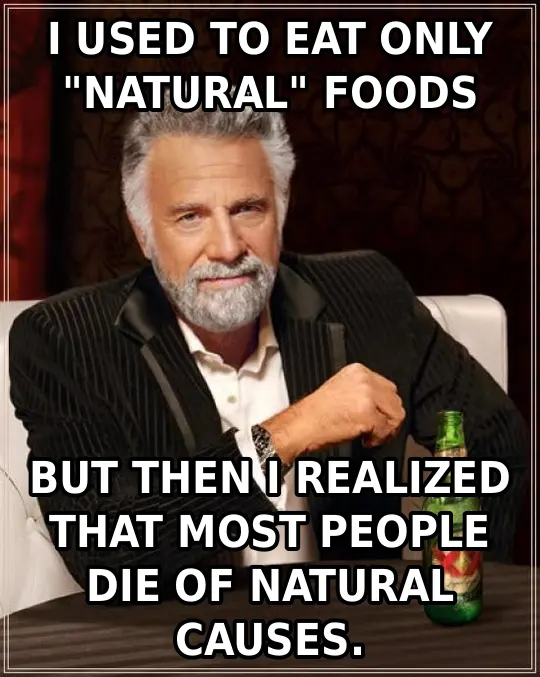 I USED TO EAT ONLY
"NATURAL" FOODS
BUT THEN I REALIZED
THAT MOST PEOPLE
DIE OF NATURAL
CAUSES.